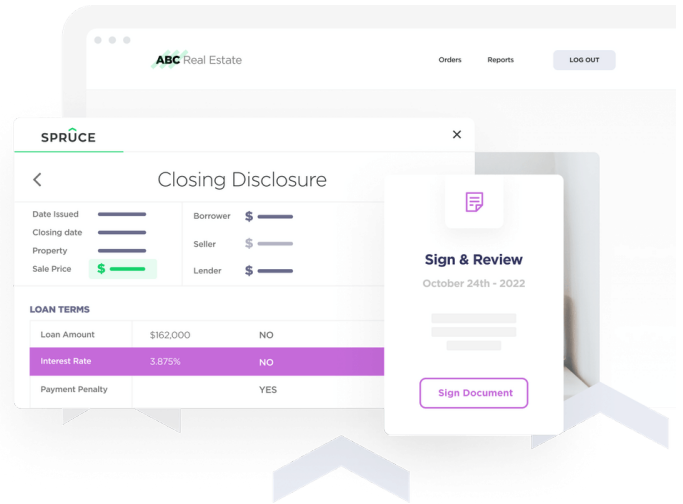 ABC Real Estate
Orders
Reports
LOG OUT
SPRÛCE
Closing Disclosure
Date Issued
Closing date
Property
Sale Price $
Borrower $
Seller $
Lender $
LOAN TERMS
Loan Amount $162,000 NO
Interest Rate 3.875% NO
Payment Penalty YES
Sign & Review
October 24th - 2022
Sign Document